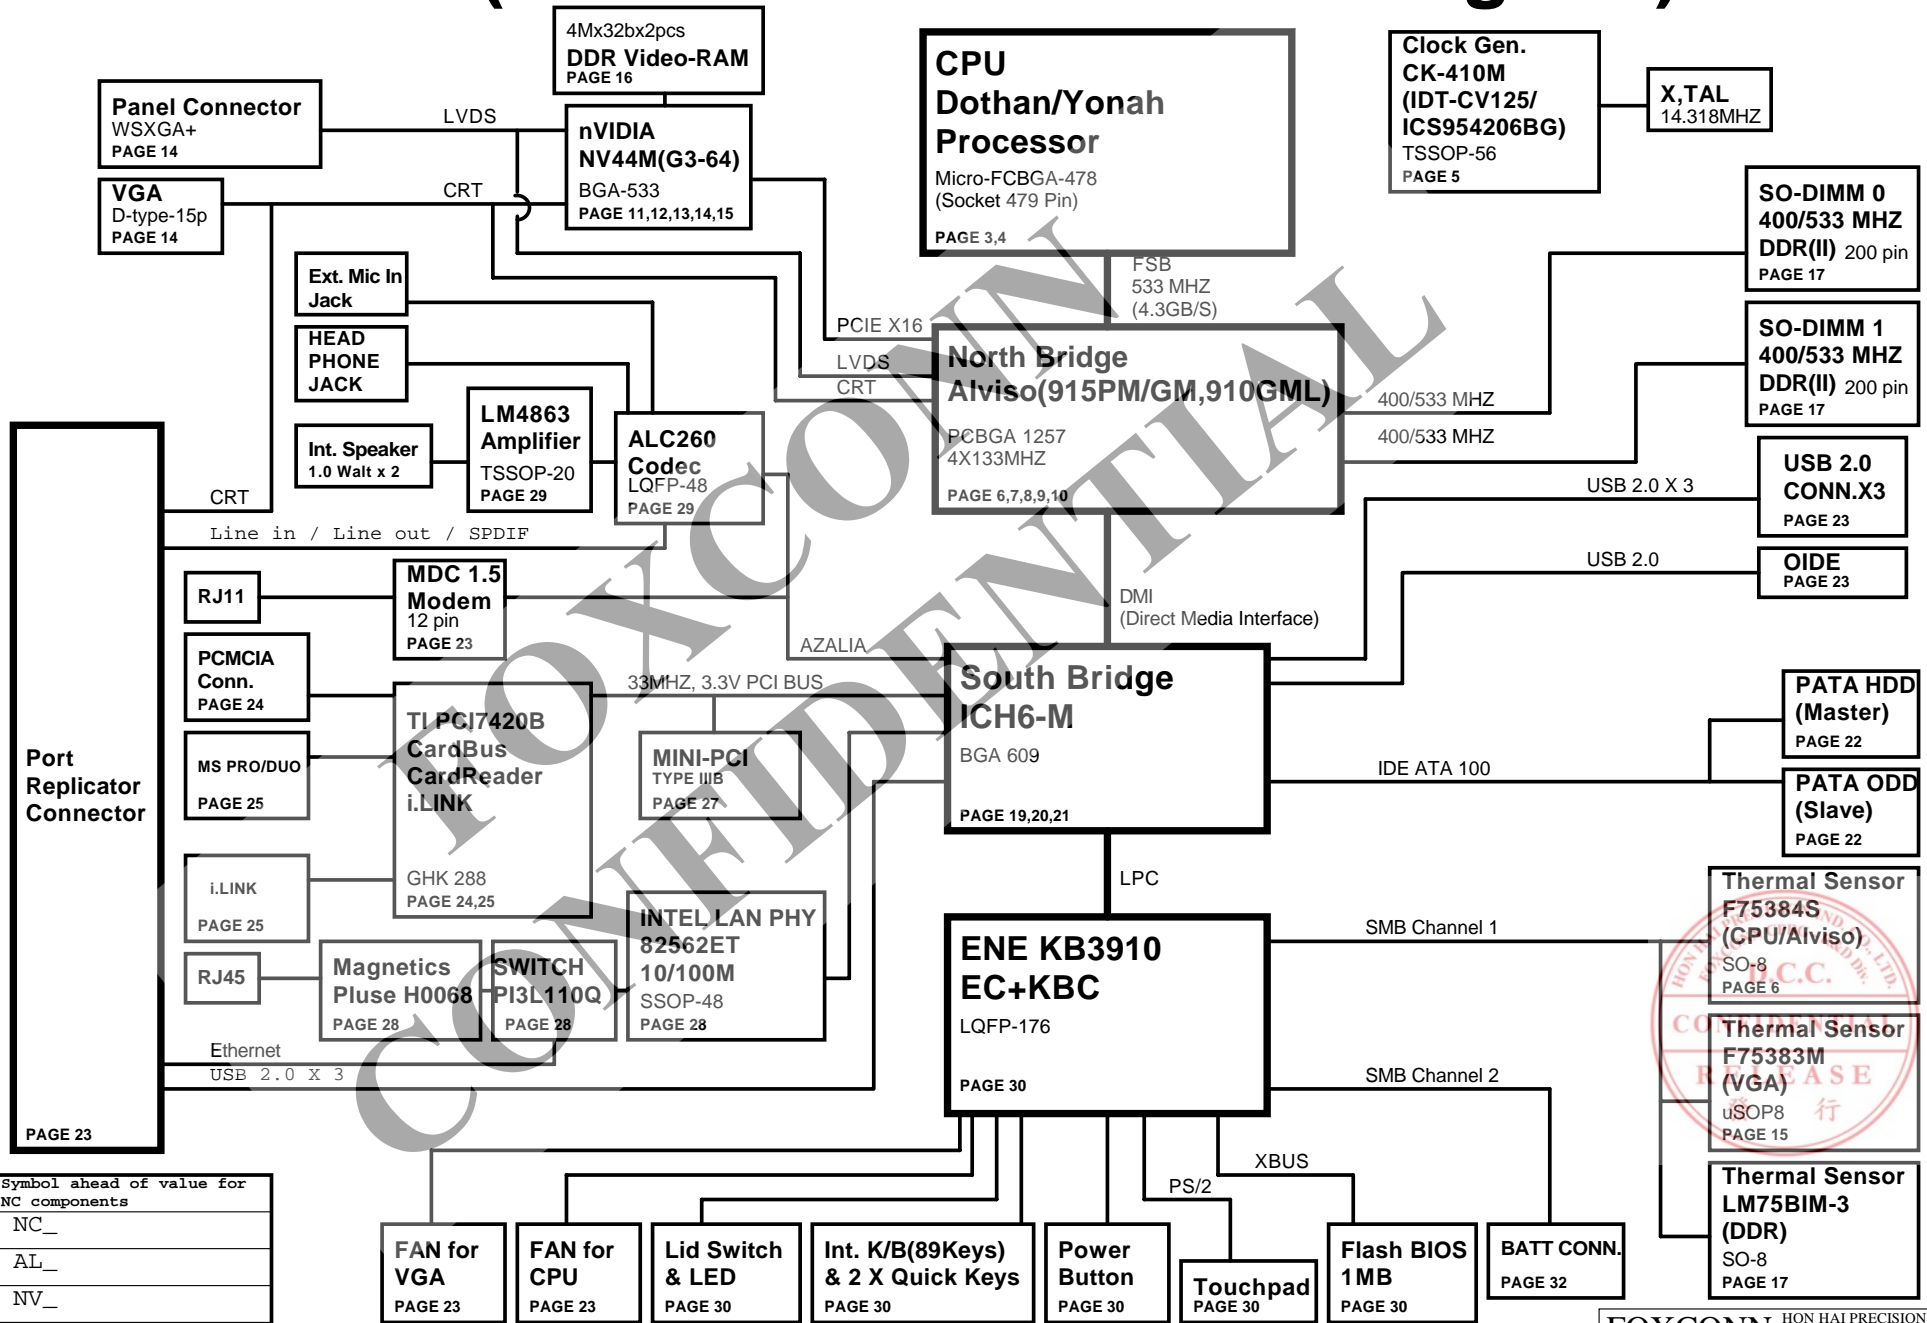 4Mx32bx2pcs
DDR Video-RAM
PAGE 16
CPU
Dothan/Yonah
Processor
Micro-FCBGA-478
(Socket 479 Pin)
PAGE 3,4
Clock Gen.
CK-410M
(IDT-CV125/
ICS954206BG)
TSSOP-56
PAGE 5
X,TAL
14.318MHZ
Panel Connector
WSXGA+
PAGE 14
LVDS
nVIDIA
NV44M(G3-64)
BGA-533
PAGE 11,12,13,14,15
VGA
D-type-15p
PAGE 14
CRT
SO-DIMM 0
400/533 MHZ
DDR(II) 200 pin
PAGE 17
Ext. Mic In
Jack
FSB
533 MHZ
(4.3GB/S)
HEAD
PHONE
JACK
PCIE X16
LVDS
CRT
North Bridge
Alviso(915PM/GM,910GML)
PCBGA 1257
4X133MHZ
PAGE 6,7,8,9,10
400/533 MHZ
400/533 MHZ
SO-DIMM 1
400/533 MHZ
DDR(II) 200 pin
PAGE 17
Int. Speaker
1.0 Walt x 2
LM4863
Amplifier
TSSOP-20
PAGE 29
ALC260
Codec
LQFP-48
PAGE 29
USB 2.0 X 3
USB 2.0
CONN.X3
PAGE 23
CRT
Line in / Line out / SPDIF
USB 2.0
OIDE
PAGE 23
RJ11
MDC 1.5
Modem
12 pin
PAGE 23
DMI
(Direct Media Interface)
AZALIA
PCMCIA
Conn.
PAGE 24
33MHZ, 3.3V PCI BUS
South Bridge
ICH6-M
BGA 609
PAGE 19,20,21
PATA HDD
(Master)
PAGE 22
TI PCI7420B
CardBus
CardReader
i.LINK
GHK 288
PAGE 24,25
MS PRO/DUO
PAGE 25
MINI-PCI
TYPE IIIB
PAGE 27
IDE ATA 100
PATA ODD
(Slave)
PAGE 22
Port
Replicator
Connector
PAGE 23
i.LINK
PAGE 25
LPC
RJ45
Magnetics
Pluse H0068
PAGE 28
SWITCH
PI3L110Q
PAGE 28
INTEL LAN PHY
82562ET
10/100M
SSOP-48
PAGE 28
ENE KB3910
EC+KBC
LQFP-176
PAGE 30
SMB Channel 1
Thermal Sensor
F75384S
(CPU/Alviso)
SO-8
PAGE 6
Thermal Sensor
F75383M
(VGA)
uSOP8
PAGE 15
Ethernet
USB 2.0 X 3
SMB Channel 2
XBUS
PS/2
Thermal Sensor
LM75BIM-3
(DDR)
SO-8
PAGE 17
Symbol ahead of value for
NC components
NC_
AL_
NV_
FAN for
VGA
PAGE 23
FAN for
CPU
PAGE 23
Lid Switch
& LED
PAGE 30
Int. K/B(89Keys)
& 2 X Quick Keys
PAGE 30
Power
Button
PAGE 30
Touchpad
PAGE 30
Flash BIOS
1MB
PAGE 30
BATT CONN.
PAGE 32
FOXCONN
CONFIDENTIAL
D.C.C.
CONFIDENTIAL
RELEASE
發 行
FOXCONN HON HAI PRECISION